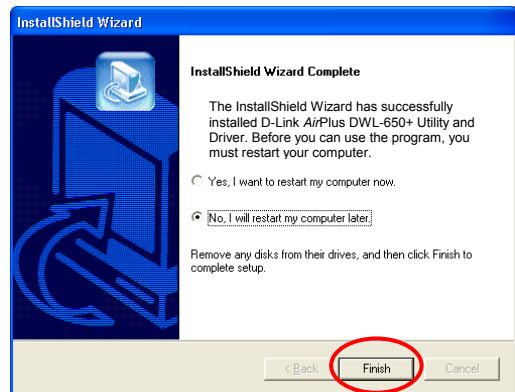 InstallShield Wizard
InstallShield Wizard Complete
The InstallShield Wizard has successfully
installed D-Link AirPlus DWL-650+ Utility and
Driver. Before you can use the program, you
must restart your computer.
Yes, I want to restart my computer now.
No, I will restart my computer later.
Remove any disks from their drives, and then click Finish to
complete setup.
< Back
Finish
Cancel